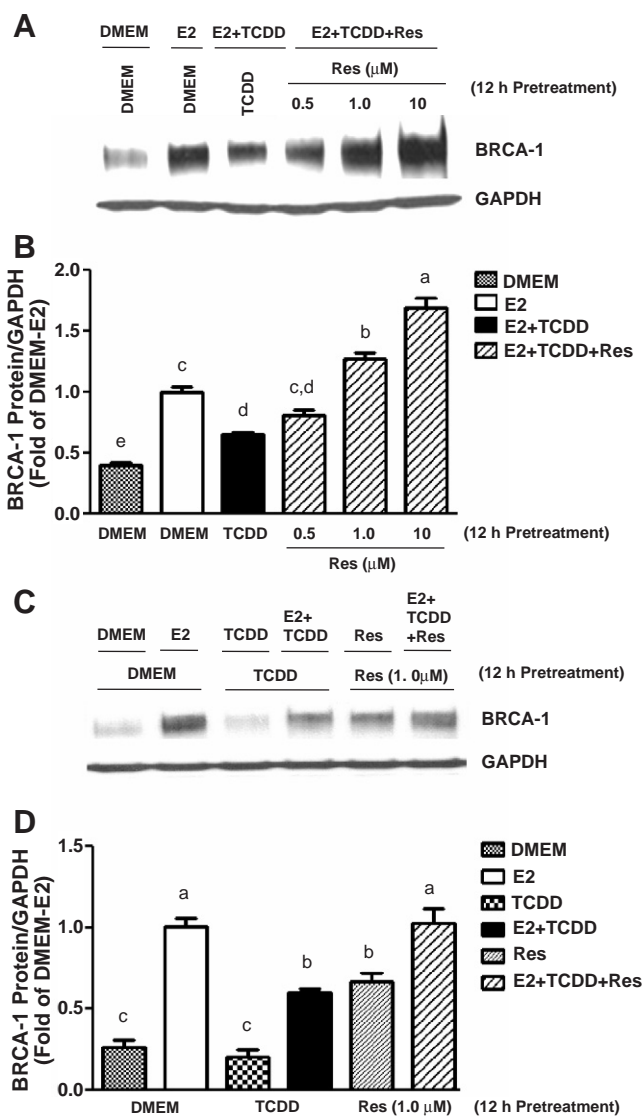 A
DMEM E2 E2+TCDD E2+TCDD+Res
Res (μM)
DMEM DMEM TCDD 0.5 1.0 10 (12 h Pretreatment)
BRCA-1
GAPDH
B
BRCA-1 Protein/GAPDH
(Fold of DMEM-E2)
2.0
1.5
1.0
0.5
0.0
e c d c,d b a
DMEM
E2
E2+TCDD
E2+TCDD+Res
DMEM DMEM TCDD 0.5 1.0 10 (12 h Pretreatment)
Res (μM)
C
DMEM E2 TCDD E2+ Res E2+
TCDD TCDD
+Res
DMEM TCDD Res (1. 0μM) (12 h Pretreatment)
BRCA-1
GAPDH
D
BRCA-1 Protein/GAPDH
(Fold of DMEM-E2)
1.5
1.0
0.5
0.0
c a c b b a
DMEM
E2
TCDD
E2+TCDD
Res
E2+TCDD+Res
DMEM TCDD Res (1.0 μM) (12 h Pretreatment)